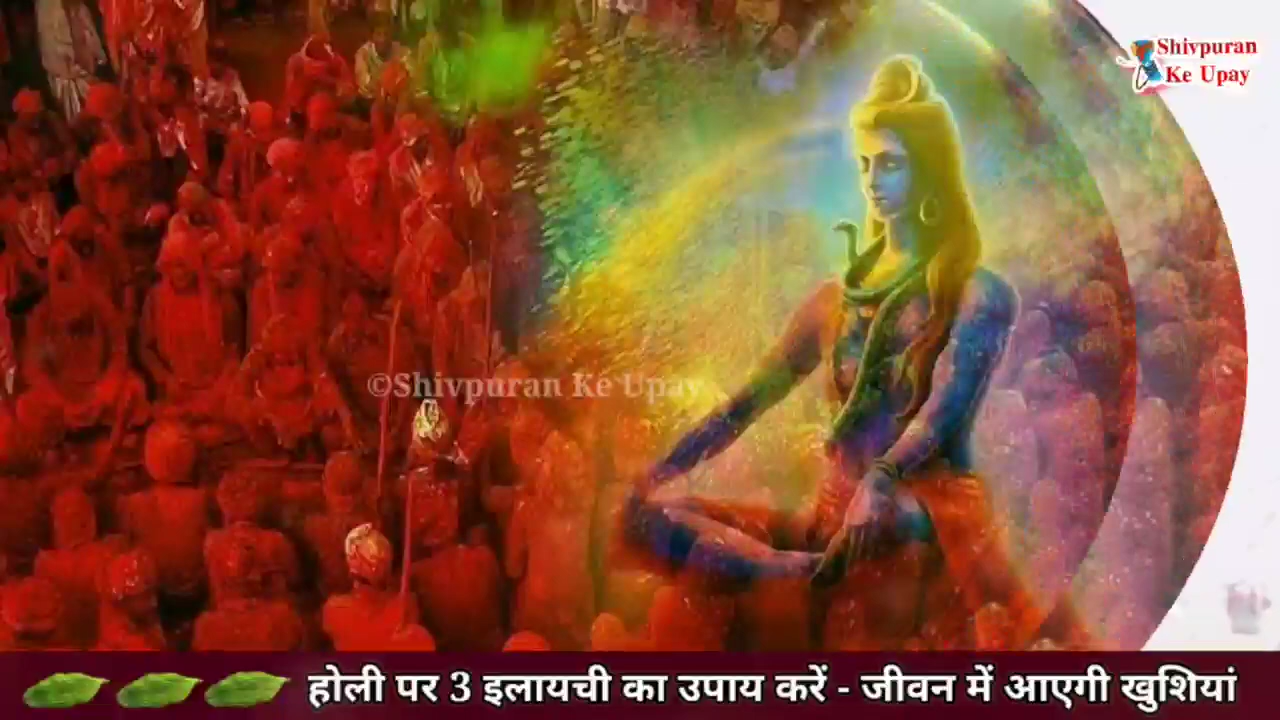 Shivpuran
Ke Upay
©Shivpuran Ke Upay
होली पर 3 इलायची का उपाय करें - जीवन में आएगी खुशियां